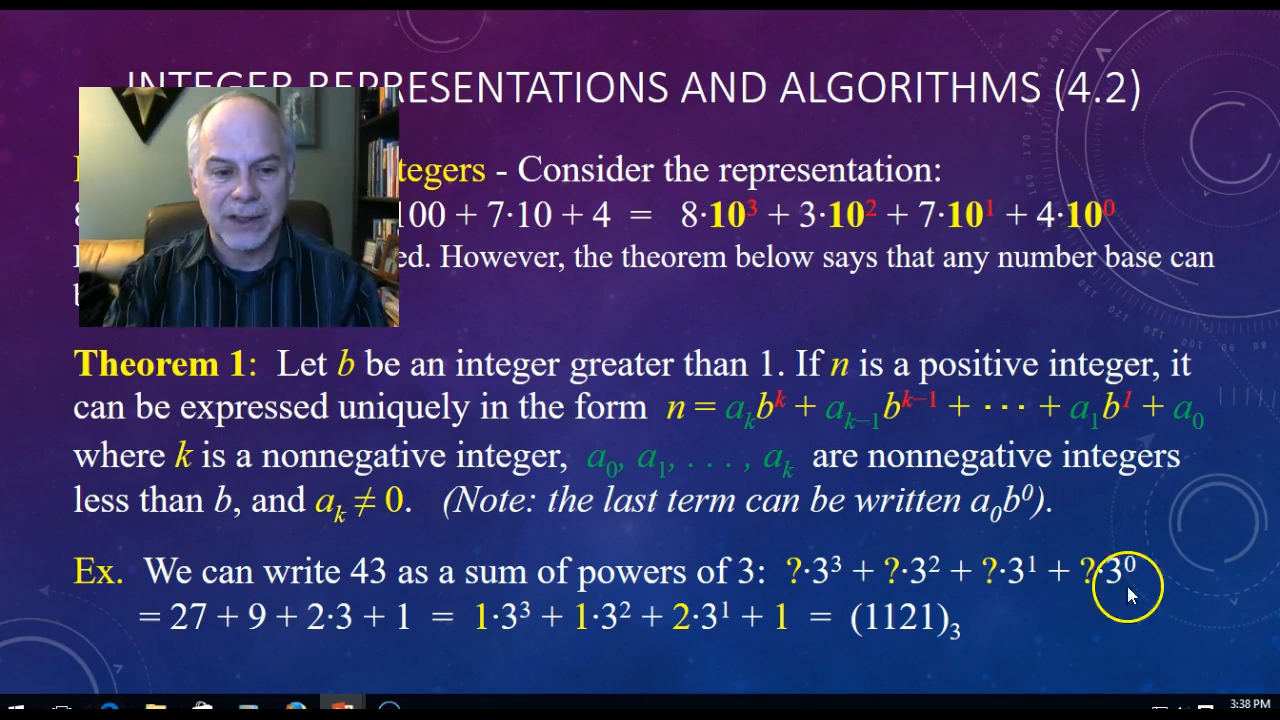 INTEGER REPRESENTATIONS AND ALGORITHMS (4.2)
tegers - Consider the representation:
100 + 7·10 + 4 = 8·10³ + 3·10² + 7·10¹ + 4·10⁰
ed. However, the theorem below says that any number base can
Theorem 1: Let b be an integer greater than 1. If n is a positive integer, it
can be expressed uniquely in the form n = aₖbᵏ + aₖ₋₁bᵏ⁻¹ + ··· + a₁b¹ + a₀
where k is a nonnegative integer, a₀, a₁, . . . , aₖ are nonnegative integers
less than b, and aₖ ≠ 0. (Note: the last term can be written a₀b⁰).
Ex. We can write 43 as a sum of powers of 3: ?·3³ + ?·3² + ?·3¹ + ?·3⁰
= 27 + 9 + 2·3 + 1 = 1·3³ + 1·3² + 2·3¹ + 1 = (1121)₃
3:38 PM